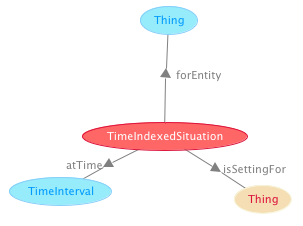 Thing
forEntity
TimeIndexedSituation
atTime
isSettingFor
TimeInterval
Thing